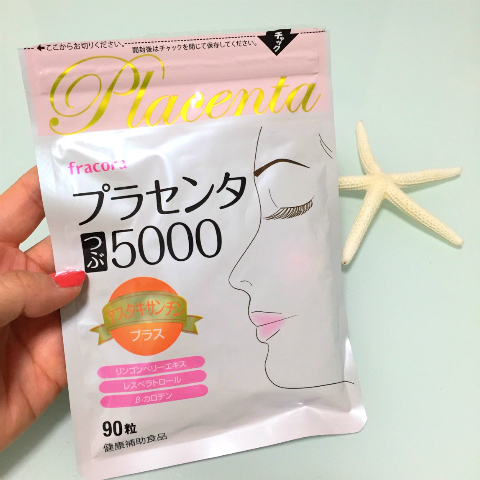 ←ここからお切りください。
開封後はチャックを閉じて保存してください。
チャック
Placenta
fracora
プラセンタ
つぶ5000
アスタキサンチン
プラス
リンゴンベリーエキス
レスベラトロール
β-カロテン
90粒
健康補助食品